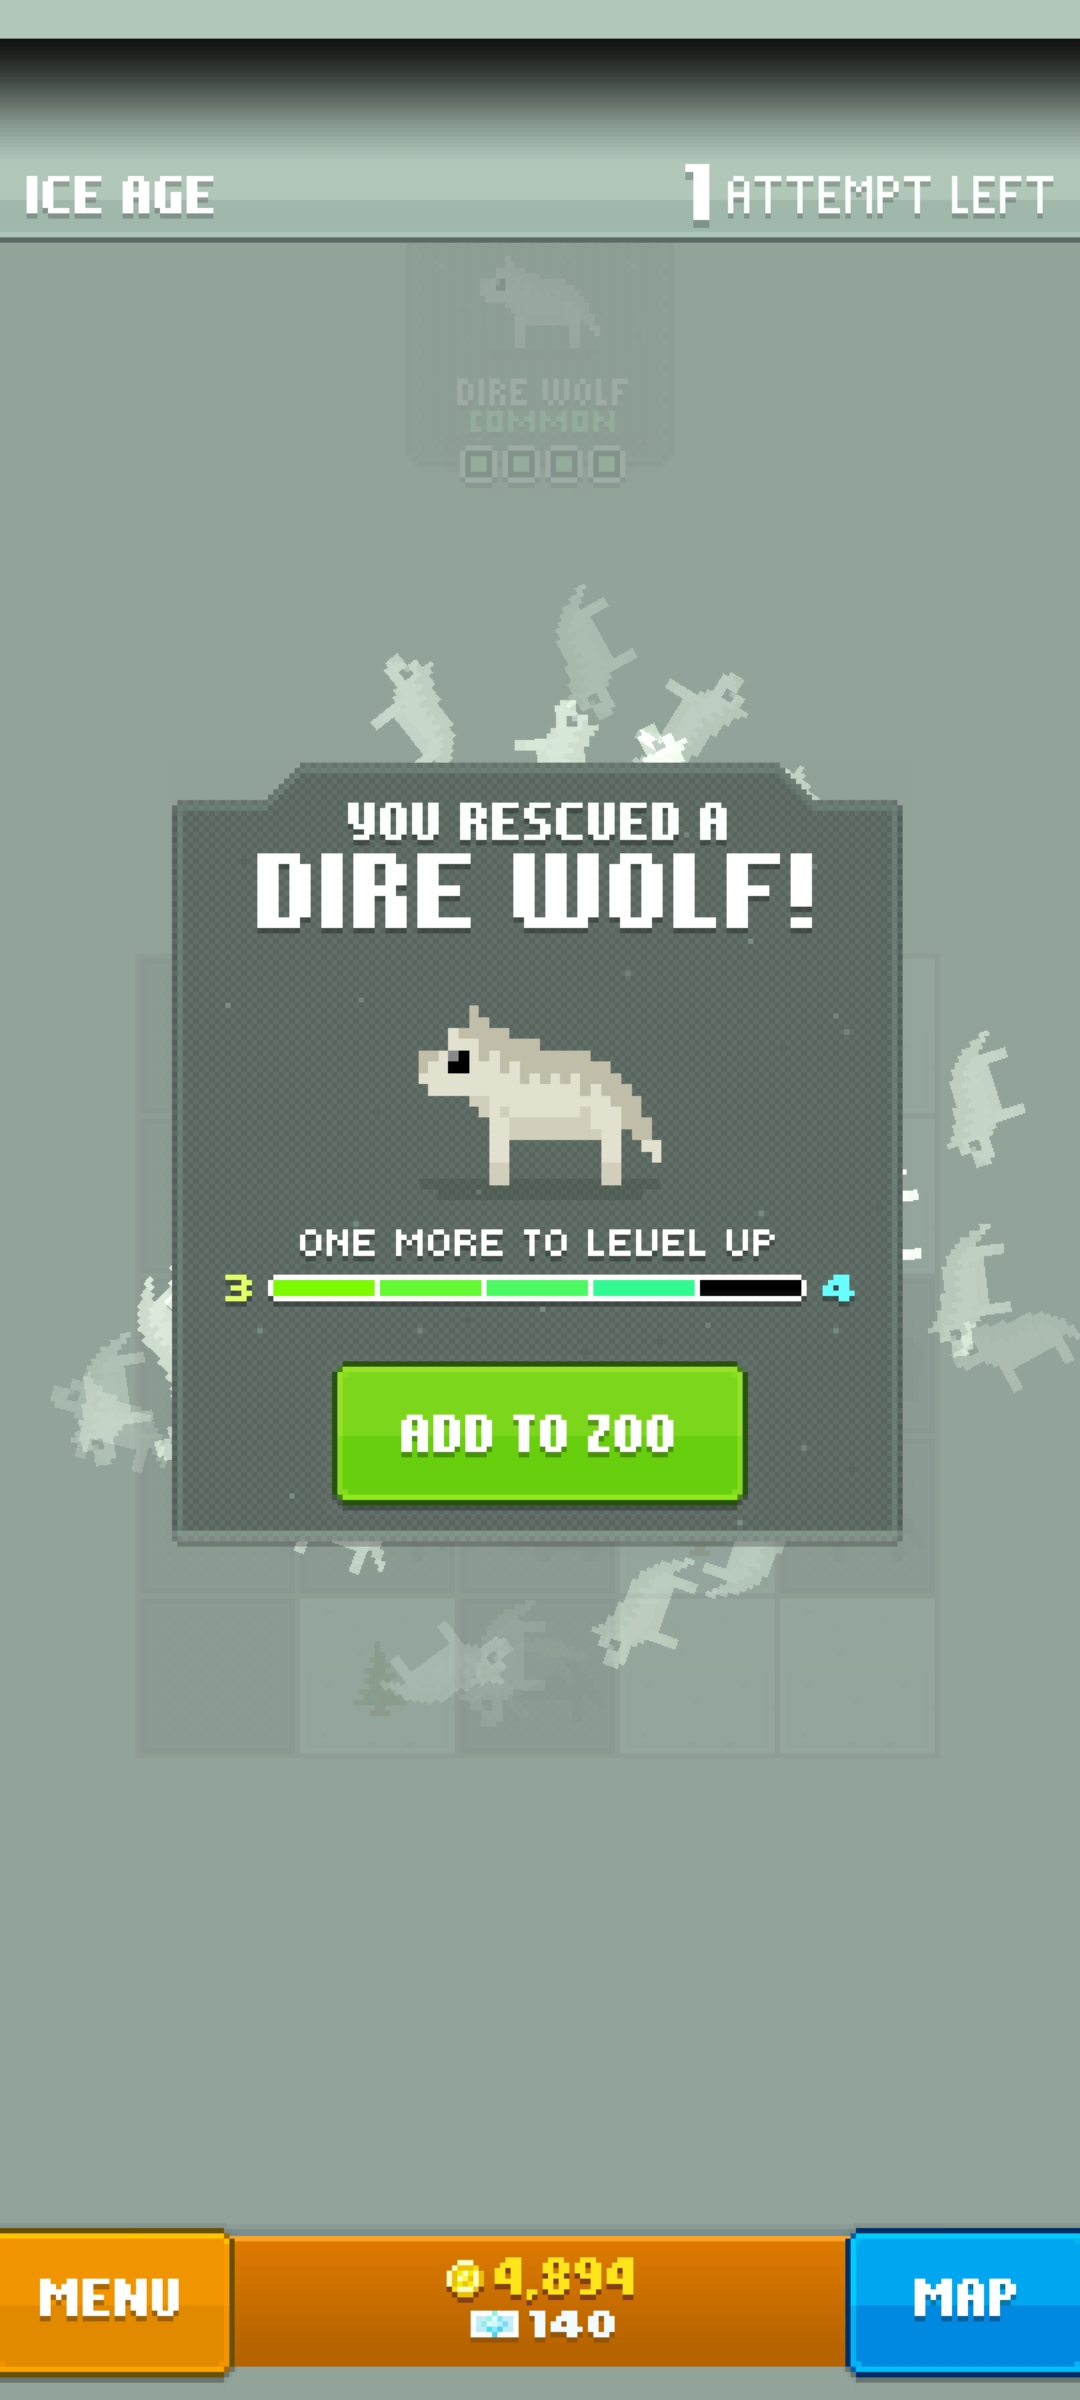 ICE AGE
1 ATTEMPT LEFT
DIRE WOLF
COMMON
YOU RESCUED A
DIRE WOLF!
ONE MORE TO LEVEL UP
3
4
ADD TO ZOO
MENU
4,894
140
MAP